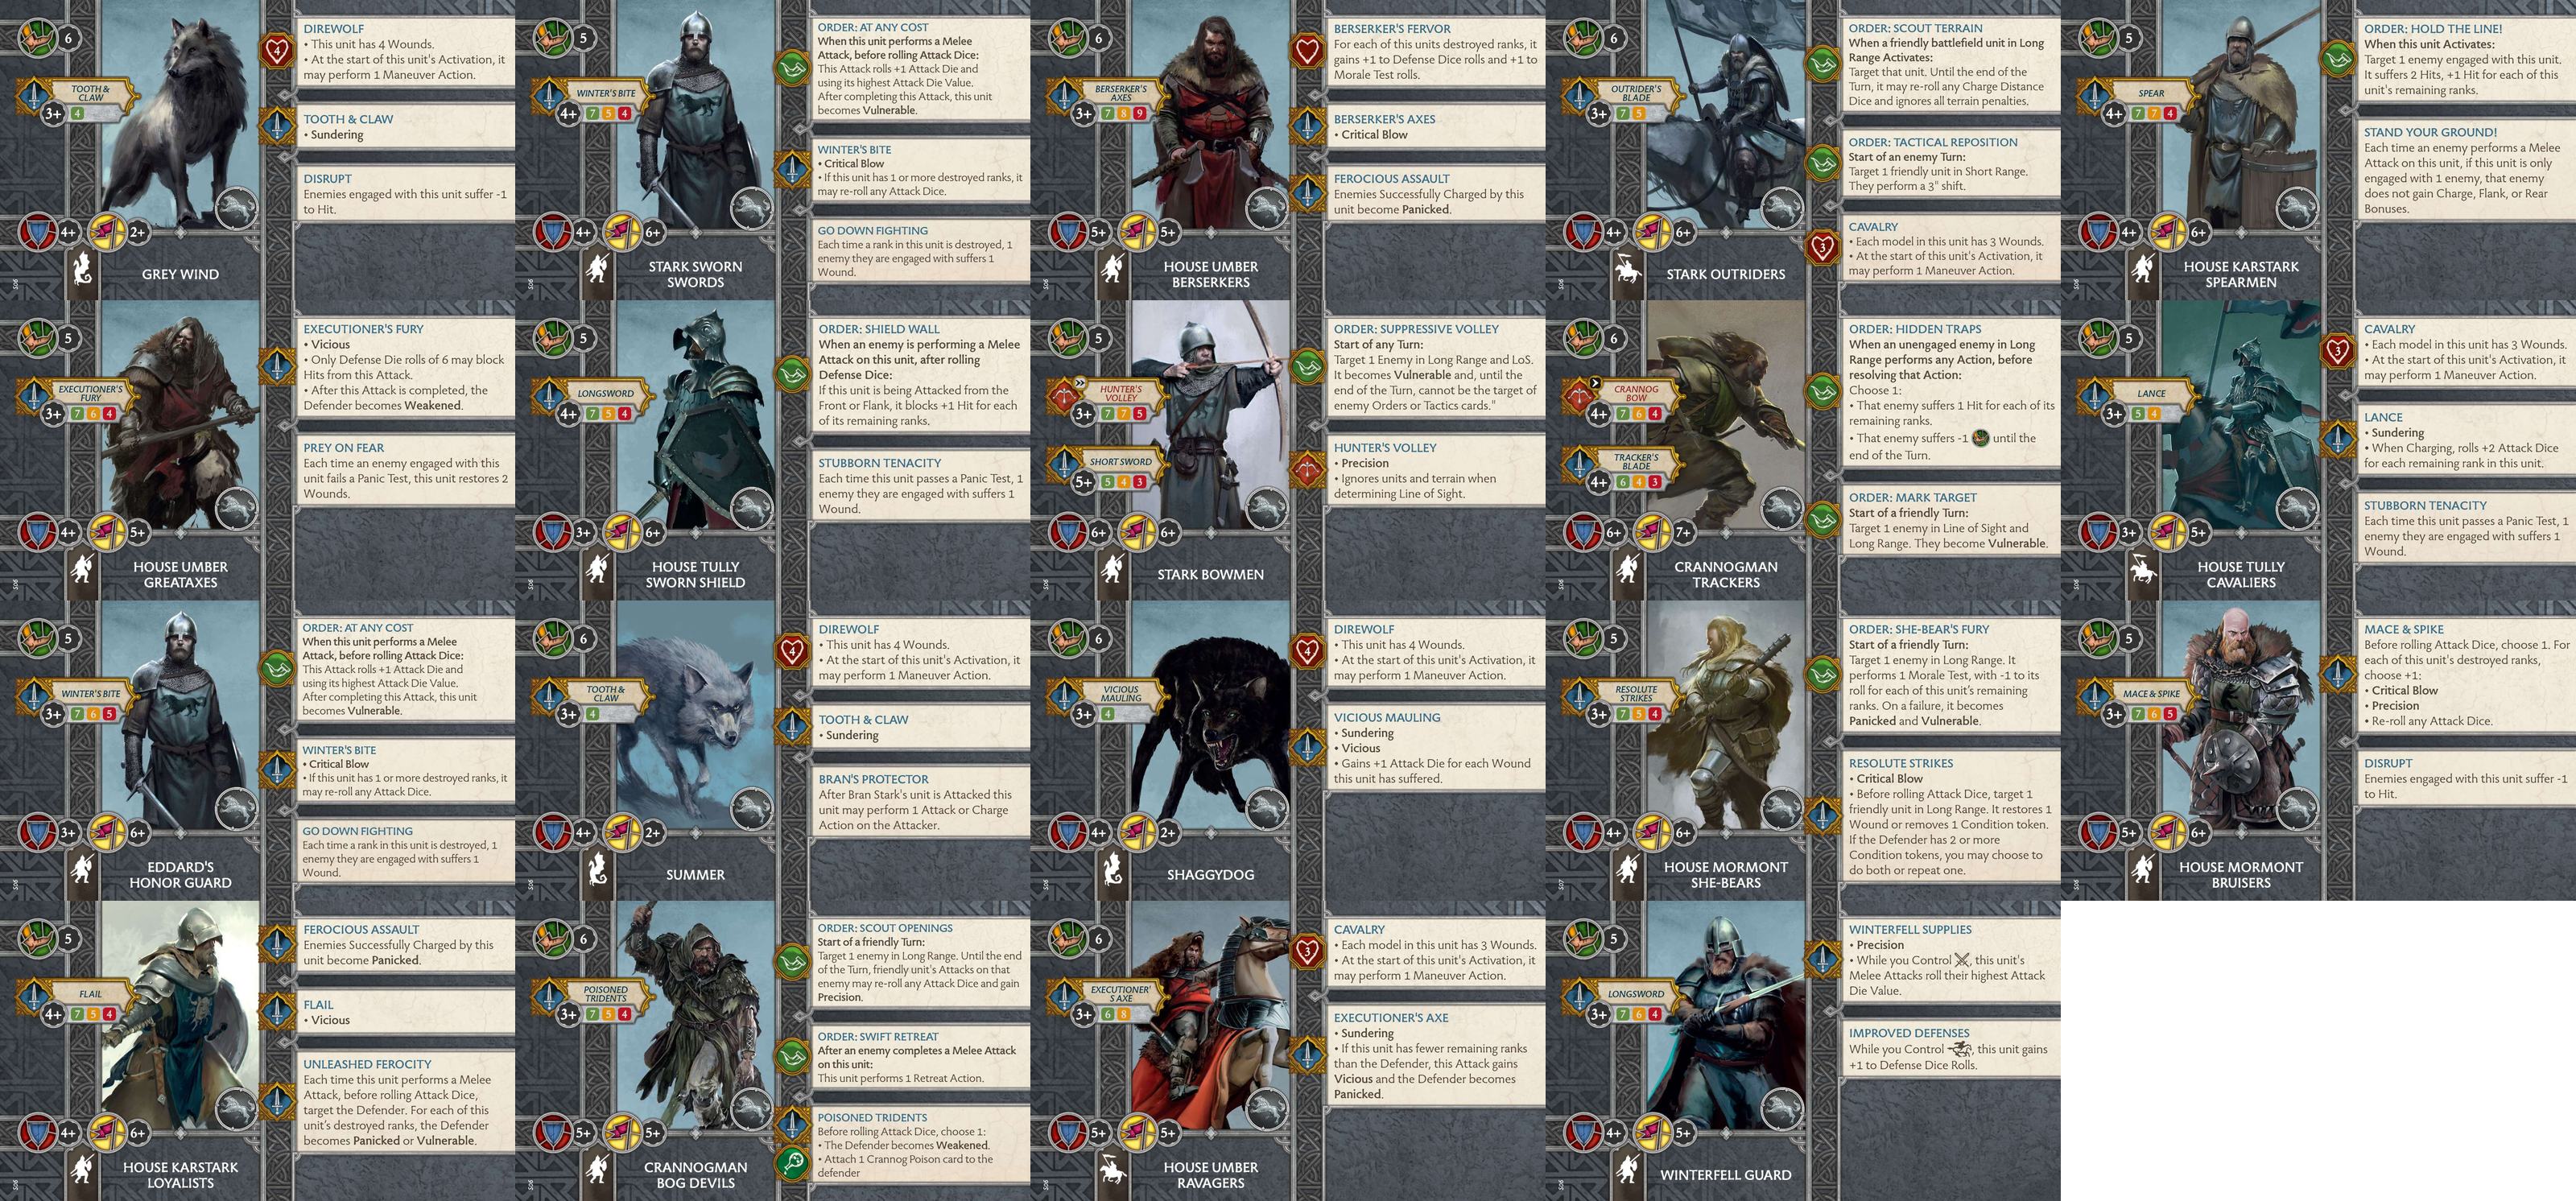 6
TOOTH &
CLAW
3+ 4
4+ 2+
GREY WIND
4
DIREWOLF
• This unit has 4 Wounds.
• At the start of this unit's Activation, it
may perform 1 Maneuver Action.
TOOTH & CLAW
• Sundering
DISRUPT
Enemies engaged with this unit suffer -1
to Hit.
5
WINTER'S BITE
4+ 7 5 4
4+ 6+
STARK SWORN
SWORDS
ORDER: AT ANY COST
When this unit performs a Melee
Attack, before rolling Attack Dice:
This Attack rolls +1 Attack Die and
using its highest Attack Die Value.
After completing this Attack, this unit
becomes Vulnerable.
WINTER'S BITE
• Critical Blow
• If this unit has 1 or more destroyed ranks, it
may re-roll any Attack Dice.
GO DOWN FIGHTING
Each time a rank in this unit is destroyed, 1
enemy they are engaged with suffers 1
Wound.
6
BERSERKER'S
AXES
3+ 7 8 9
5+ 5+
HOUSE UMBER
BERSERKERS
BERSERKER'S FERVOR
For each of this units destroyed ranks, it
gains +1 to Defense Dice rolls and +1 to
Morale Test rolls.
BERSERKER'S AXES
• Critical Blow
FEROCIOUS ASSAULT
Enemies Successfully Charged by this
unit become Panicked.
6
OUTRIDER'S
BLADE
3+ 7 5
4+ 6+
STARK OUTRIDERS
ORDER: SCOUT TERRAIN
When a friendly battlefield unit in Long
Range Activates:
Target that unit. Until the end of the
Turn, it may re-roll any Charge Distance
Dice and ignores all terrain penalties.
ORDER: TACTICAL REPOSITION
Start of an enemy Turn:
Target 1 friendly unit in Short Range.
They perform a 3" shift.
3
CAVALRY
• Each model in this unit has 3 Wounds.
• At the start of this unit's Activation, it
may perform 1 Maneuver Action.
5
SPEAR
4+ 7 7 4
4+ 6+
HOUSE KARSTARK
SPEARMEN
ORDER: HOLD THE LINE!
When this unit Activates:
Target 1 enemy engaged with this unit.
It suffers 2 Hits, +1 Hit for each of this
unit's remaining ranks.
STAND YOUR GROUND!
Each time an enemy performs a Melee
Attack on this unit, if this unit is only
engaged with 1 enemy, that enemy
does not gain Charge, Flank, or Rear
Bonuses.
5
EXECUTIONER'S
FURY
3+ 7 6 4
4+ 5+
HOUSE UMBER
GREATAXES
EXECUTIONER'S FURY
• Vicious
• Only Defense Die rolls of 6 may block
Hits from this Attack.
• After this Attack is completed, the
Defender becomes Weakened.
PREY ON FEAR
Each time an enemy engaged with this
unit fails a Panic Test, this restores 2
Wounds.
5
LONGSWORD
4+ 7 5 4
3+ 6+
HOUSE TULLY
SWORN SHIELD
ORDER: SHIELD WALL
When an enemy is performing a Melee
Attack on this unit, after rolling
Defense Dice:
If this unit is being Attacked from the
Front or Flank, it blocks +1 Hit for each
of its remaining ranks.
STUBBORN TENACITY
Each time this unit passes a Panic Test, 1
enemy they are engaged with suffers 1
Wound.
5
HUNTER'S
VOLLEY
3+ 7 7 5
SHORT SWORD
5+ 5 4 3
6+ 6+
STARK BOWMEN
ORDER: SUPPRESSIVE VOLLEY
Start of any Turn:
Target 1 Enemy in Long Range and LoS.
It becomes Vulnerable and, until the
end of the Turn, cannot be the target of
enemy Orders or Tactics cards."
HUNTER'S VOLLEY
• Precision
• Ignores units and terrain when
determining Line of Sight.
6
CRANNOG
BOW
4+ 7 6 4
TRACKER'S
BLADE
4+ 6 4 3
6+ 7+
CRANNOGMAN
TRACKERS
ORDER: HIDDEN TRAPS
When an unengaged enemy in Long
Range performs any Action, before
resolving that Action:
Choose 1:
• That enemy suffers 1 Hit for each of its
remaining ranks.
• That enemy suffers -1 until the
end of the Turn.
ORDER: MARK TARGET
Start of a friendly Turn:
Target 1 enemy in Line of Sight and
Long Range. They become Vulnerable.
5
LANCE
3+ 5 4
3+ 5+
HOUSE TULLY
CAVALIERS
3
CAVALRY
• Each model in this unit has 3 Wounds.
• At the start of this unit's Activation, it
may perform 1 Maneuver Action.
LANCE
• Sundering
• When Charging, rolls +2 Attack Dice
for each remaining rank in this unit.
STUBBORN TENACITY
Each time this unit passes a Panic Test, 1
enemy they are engaged with suffers 1
Wound.
5
WINTER'S BITE
3+ 7 6 5
3+ 6+
EDDARD'S
HONOR GUARD
ORDER: AT ANY COST
When this unit performs a Melee
Attack, before rolling Attack Dice:
This Attack rolls +1 Attack Die and
using its highest Attack Die Value.
After completing this Attack, this unit
becomes Vulnerable.
WINTER'S BITE
• Critical Blow
• If this unit has 1 or more destroyed ranks, it
may re-roll any Attack Dice.
GO DOWN FIGHTING
Each time a rank in this unit is destroyed, 1
enemy they are engaged with suffers 1
Wound.
6
TOOTH &
CLAW
3+ 4
4+ 2+
SUMMER
4
DIREWOLF
• This unit has 4 Wounds.
• At the start of this unit's Activation, it
may perform 1 Maneuver Action.
TOOTH & CLAW
• Sundering
BRAN'S PROTECTOR
After Bran Stark's unit is Attacked this
unit may perform 1 Attack or Charge
Action on the Attacker.
6
VICIOUS
MAULING
3+ 4
4+ 2+
SHAGGYDOG
4
DIREWOLF
• This unit has 4 Wounds.
• At the start of this unit's Activation, it
may perform 1 Maneuver Action.
VICIOUS MAULING
• Sundering
• Vicious
• Gains +1 Attack Die for each Wound
this unit has suffered.
5
RESOLUTE
STRIKES
3+ 7 5 4
4+ 6+
HOUSE MORMONT
SHE-BEARS
ORDER: SHE-BEAR'S FURY
Start of a friendly Turn:
Target 1 enemy in Long Range. It
performs 1 Morale Test, with -1 to its
roll for each of this unit's remaining
ranks. On a failure, it becomes
Panicked and Vulnerable.
RESOLUTE STRIKES
• Critical Blow
• Before rolling Attack Dice, target 1
friendly unit in Long Range. It restores 1
Wound or removes 1 Condition token.
If the Defender has 2 or more
Condition tokens, you may choose to
do both or repeat one.
5
MACE & SPIKE
3+ 7 6 5
5+ 6+
HOUSE MORMONT
BRUISERS
MACE & SPIKE
Before rolling Attack Dice, choose 1. For
each of this unit's destroyed ranks,
choose +1:
• Critical Blow
• Precision
• Re-roll any Attack Dice.
DISRUPT
Enemies engaged with this unit suffer -1
to Hit.
5
FLAIL
4+ 7 5 4
4+ 6+
HOUSE KARSTARK
LOYALISTS
FEROCIOUS ASSAULT
Enemies Successfully Charged by this
unit become Panicked.
FLAIL
• Vicious
UNLEASHED FEROCITY
Each time this unit performs a Melee
Attack, before rolling Attack Dice,
target the Defender. For each of this
unit's destroyed ranks, the Defender
becomes Panicked or Vulnerable.
6
POISONED
TRIDENTS
3+ 7 5 4
5+ 5+
CRANNOGMAN
BOG DEVILS
ORDER: SCOUT OPENINGS
Start of a friendly Turn:
Target 1 enemy in Long Range. Until the end
of the Turn, friendly unit's Attacks on that
enemy may re-roll any Attack Dice and gain
Precision.
ORDER: SWIFT RETREAT
After an enemy completes a Melee Attack
on this unit:
This unit performs 1 Retreat Action.
POISONED TRIDENTS
Before rolling Attack Dice, choose 1:
• The Defender becomes Weakened.
• Attach 1 Crannog Poison card to the
defender
6
EXECUTIONER'
S AXE
3+ 6 8
5+ 5+
HOUSE UMBER
RAVAGERS
3
CAVALRY
• Each model in this unit has 3 Wounds.
• At the start of this unit's Activation, it
may perform 1 Maneuver Action.
EXECUTIONER'S AXE
• Sundering
• If this unit has fewer remaining ranks
than the Defender, this Attack gains
Vicious and the Defender becomes
Panicked.
5
LONGSWORD
3+ 7 6 4
4+ 5+
WINTERFELL GUARD
WINTERFELL SUPPLIES
• Precision
• While you Control , this unit's
Melee Attacks roll their highest Attack
Die Value.
IMPROVED DEFENSES
While you Control , this unit gains
+1 to Defense Dice Rolls.